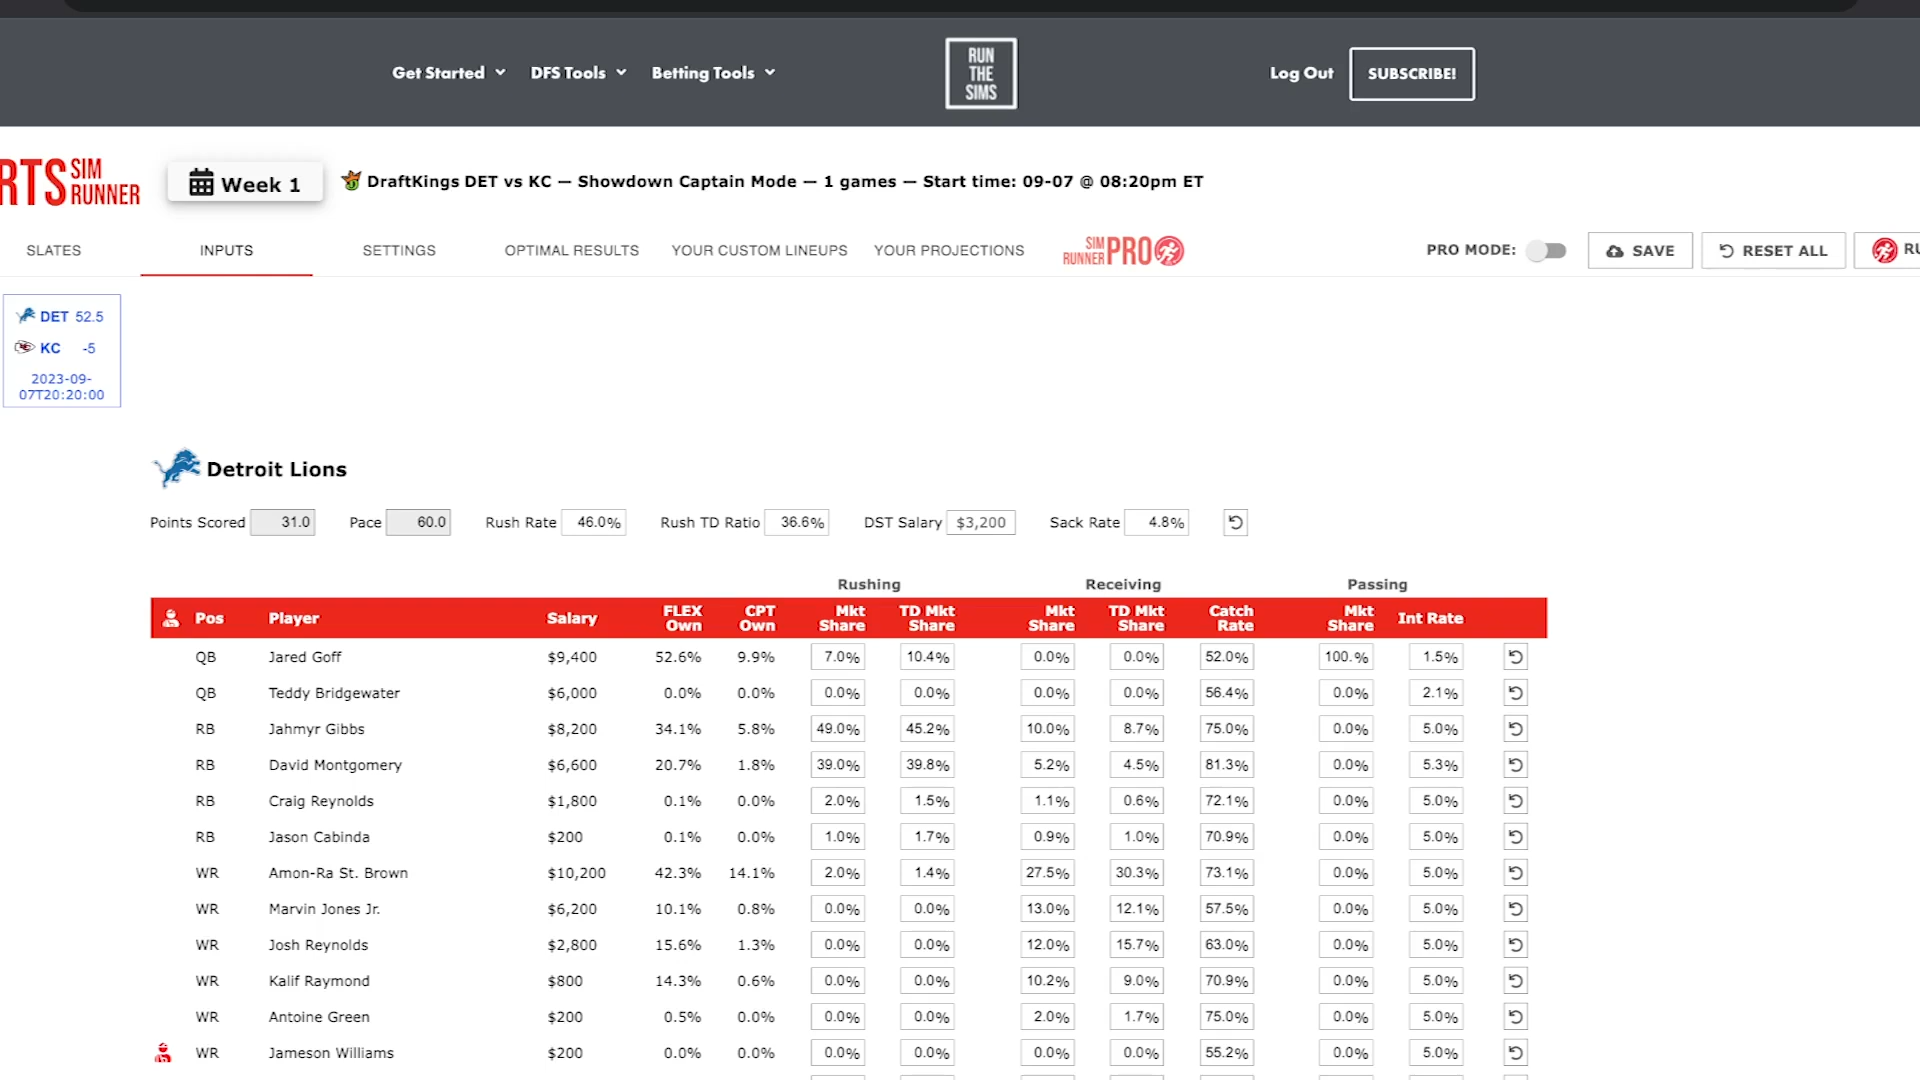 Get Started DFS Tools Betting Tools RUN THE SIMS Log Out SUBSCRIBE!
RTS SIM RUNNER Week 1 DraftKings DET vs KC — Showdown Captain Mode — 1 games — Start time: 09-07 @ 08:20pm ET
SLATES INPUTS SETTINGS OPTIMAL RESULTS YOUR CUSTOM LINEUPS YOUR PROJECTIONS SIM RUNNER PRO PRO MODE: SAVE RESET ALL RU
DET 52.5
KC -5
2023-09-
07T20:20:00
Detroit Lions
Points Scored 31.0 Pace 60.0 Rush Rate 46.0% Rush TD Ratio 36.6% DST Salary $3,200 Sack Rate 4.8%
Rushing Receiving Passing
Pos Player Salary FLEX Own CPT Own Mkt Share TD Mkt Share Mkt Share TD Mkt Share Catch Rate Mkt Share Int Rate
QB Jared Goff $9,400 52.6% 9.9% 7.0% 10.4% 0.0% 0.0% 52.0% 100.% 1.5%
QB Teddy Bridgewater $6,000 0.0% 0.0% 0.0% 0.0% 0.0% 0.0% 56.4% 0.0% 2.1%
RB Jahmyr Gibbs $8,200 34.1% 5.8% 49.0% 45.2% 10.0% 8.7% 75.0% 0.0% 5.0%
RB David Montgomery $6,600 20.7% 1.8% 39.0% 39.8% 5.2% 4.5% 81.3% 0.0% 5.3%
RB Craig Reynolds $1,800 0.1% 0.0% 2.0% 1.5% 1.1% 0.6% 72.1% 0.0% 5.0%
RB Jason Cabinda $200 0.1% 0.0% 1.0% 1.7% 0.9% 1.0% 70.9% 0.0% 5.0%
WR Amon-Ra St. Brown $10,200 42.3% 14.1% 2.0% 1.4% 27.5% 30.3% 73.1% 0.0% 5.0%
WR Marvin Jones Jr. $6,200 10.1% 0.8% 0.0% 0.0% 13.0% 12.1% 57.5% 0.0% 5.0%
WR Josh Reynolds $2,800 15.6% 1.3% 0.0% 0.0% 12.0% 15.7% 63.0% 0.0% 5.0%
WR Kalif Raymond $800 14.3% 0.6% 0.0% 0.0% 10.2% 9.0% 70.9% 0.0% 5.0%
WR Antoine Green $200 0.5% 0.0% 0.0% 0.0% 2.0% 1.7% 75.0% 0.0% 5.0%
WR Jameson Williams $200 0.0% 0.0% 0.0% 0.0% 0.0% 0.0% 55.2% 0.0% 5.0%